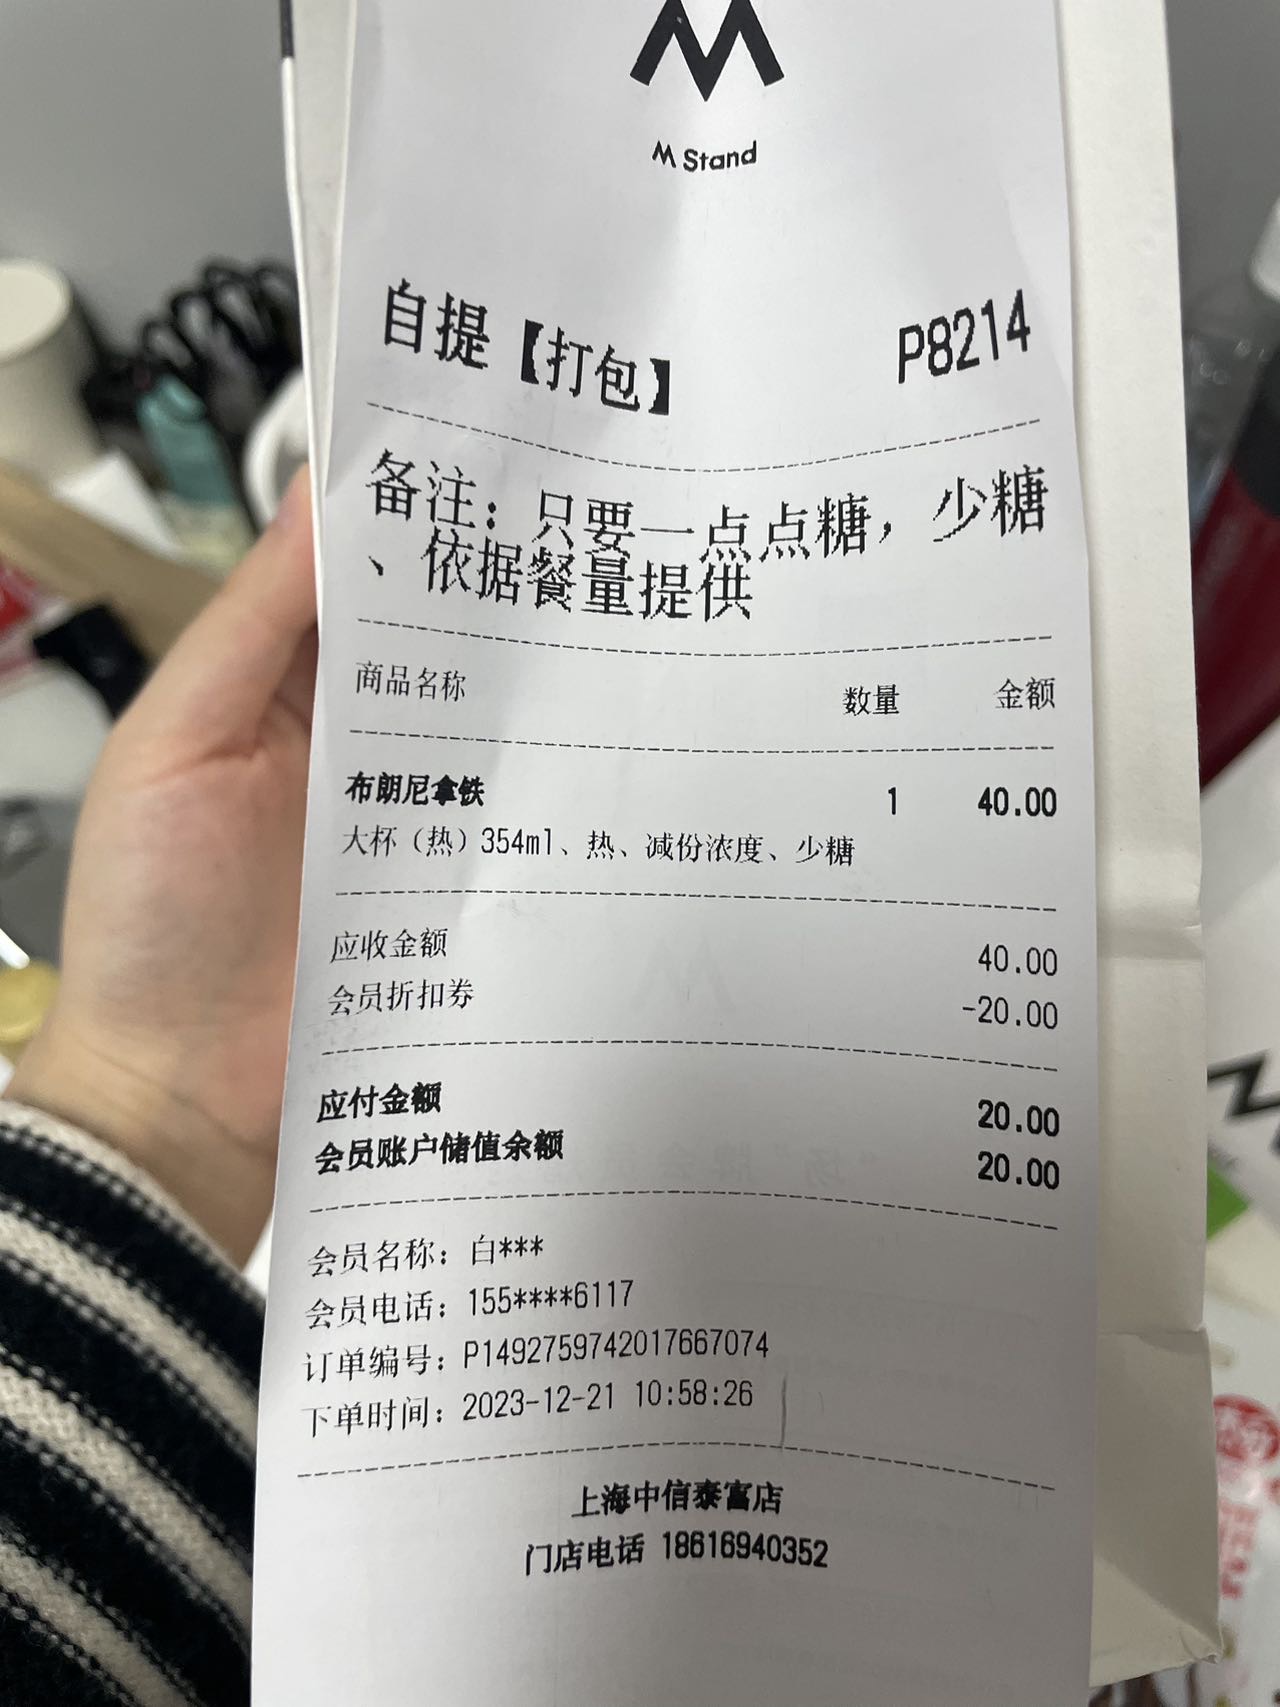 M Stand
自提【打包】 P8214
备注：只要一点点糖，少糖
、依据餐量提供
商品名称 数量 金额
布朗尼拿铁 1 40.00
大杯（热）354ml、热、减份浓度、少糖
应收金额 40.00
会员折扣券 -20.00
应付金额 20.00
会员账户储值余额 20.00
会员名称：白***
会员电话：155****6117
订单编号：P1492759742017667074
下单时间：2023-12-21 10:58:26
上海中信泰富店
门店电话 18616940352